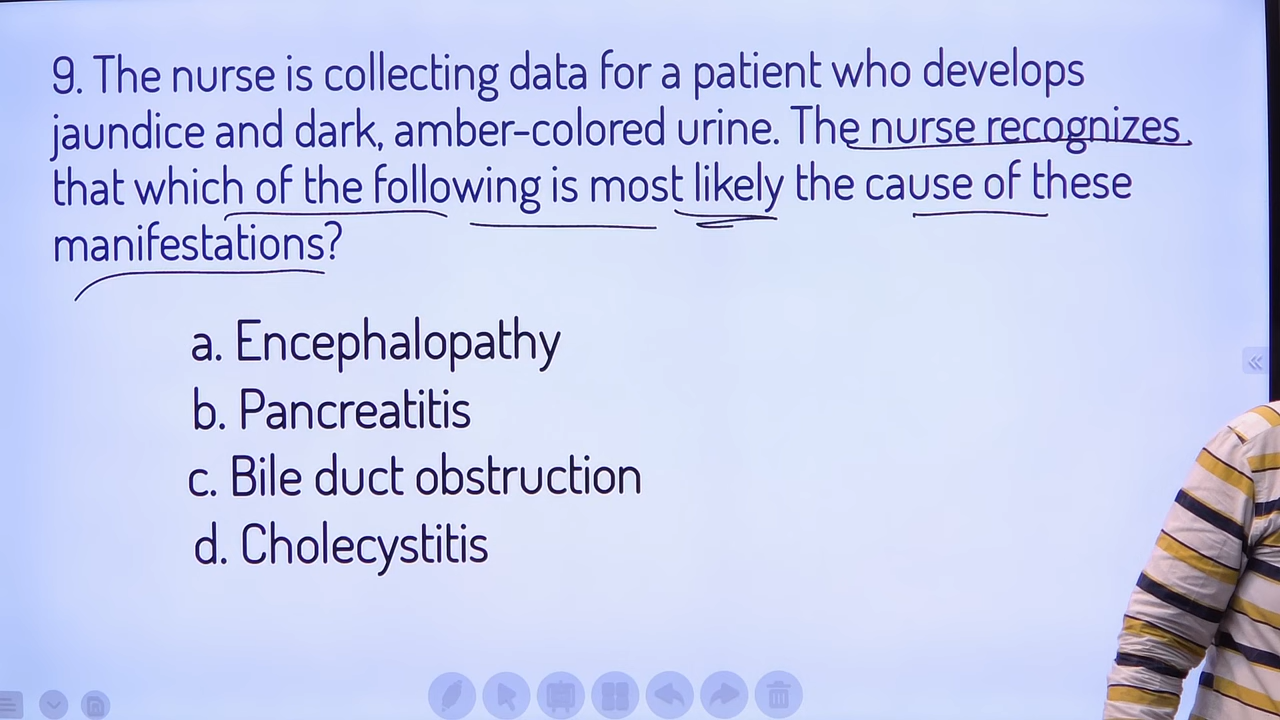 9. The nurse is collecting data for a patient who develops
jaundice and dark, amber-colored urine. The nurse recognizes
that which of the following is most likely the cause of these
manifestations?
a. Encephalopathy
b. Pancreatitis
c. Bile duct obstruction
d. Cholecystitis